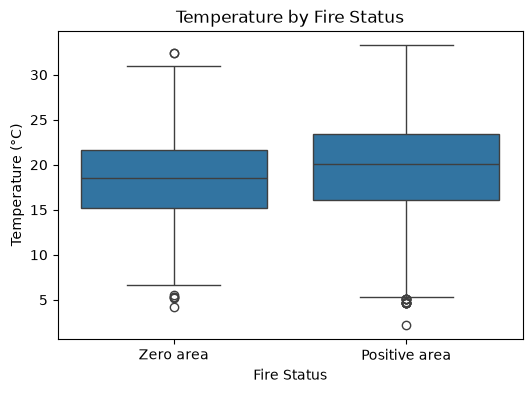 Temperature by Fire Status
Temperature (°C)
30
25
20
15
10
5
Zero area
Positive area
Fire Status